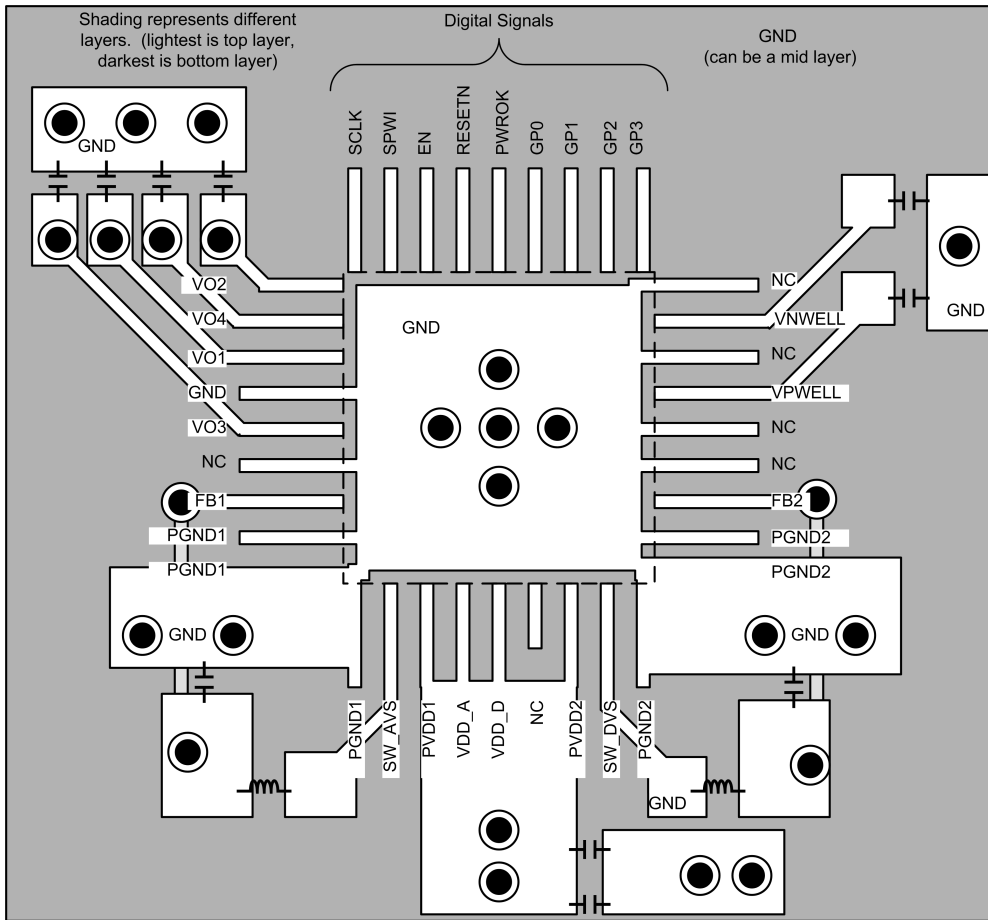 Shading represents different
layers. (lightest is top layer,
darkest is bottom layer)
Digital Signals
GND
(can be a mid layer)
SCLK
SPWI
EN
RESETN
PWROK
GP0
GP1
GP2
GP3
GND
VO2
VO4
VO1
GND
VO3
NC
FB1
PGND1
PGND1
GND
GND
NC
VNWELL
NC
VPWELL
NC
NC
FB2
PGND2
PGND2
GND
GND
PGND1
SW_AVS
PVDD1
VDD_A
VDD_D
NC
PVDD2
SW_DVS
PGND2
GND